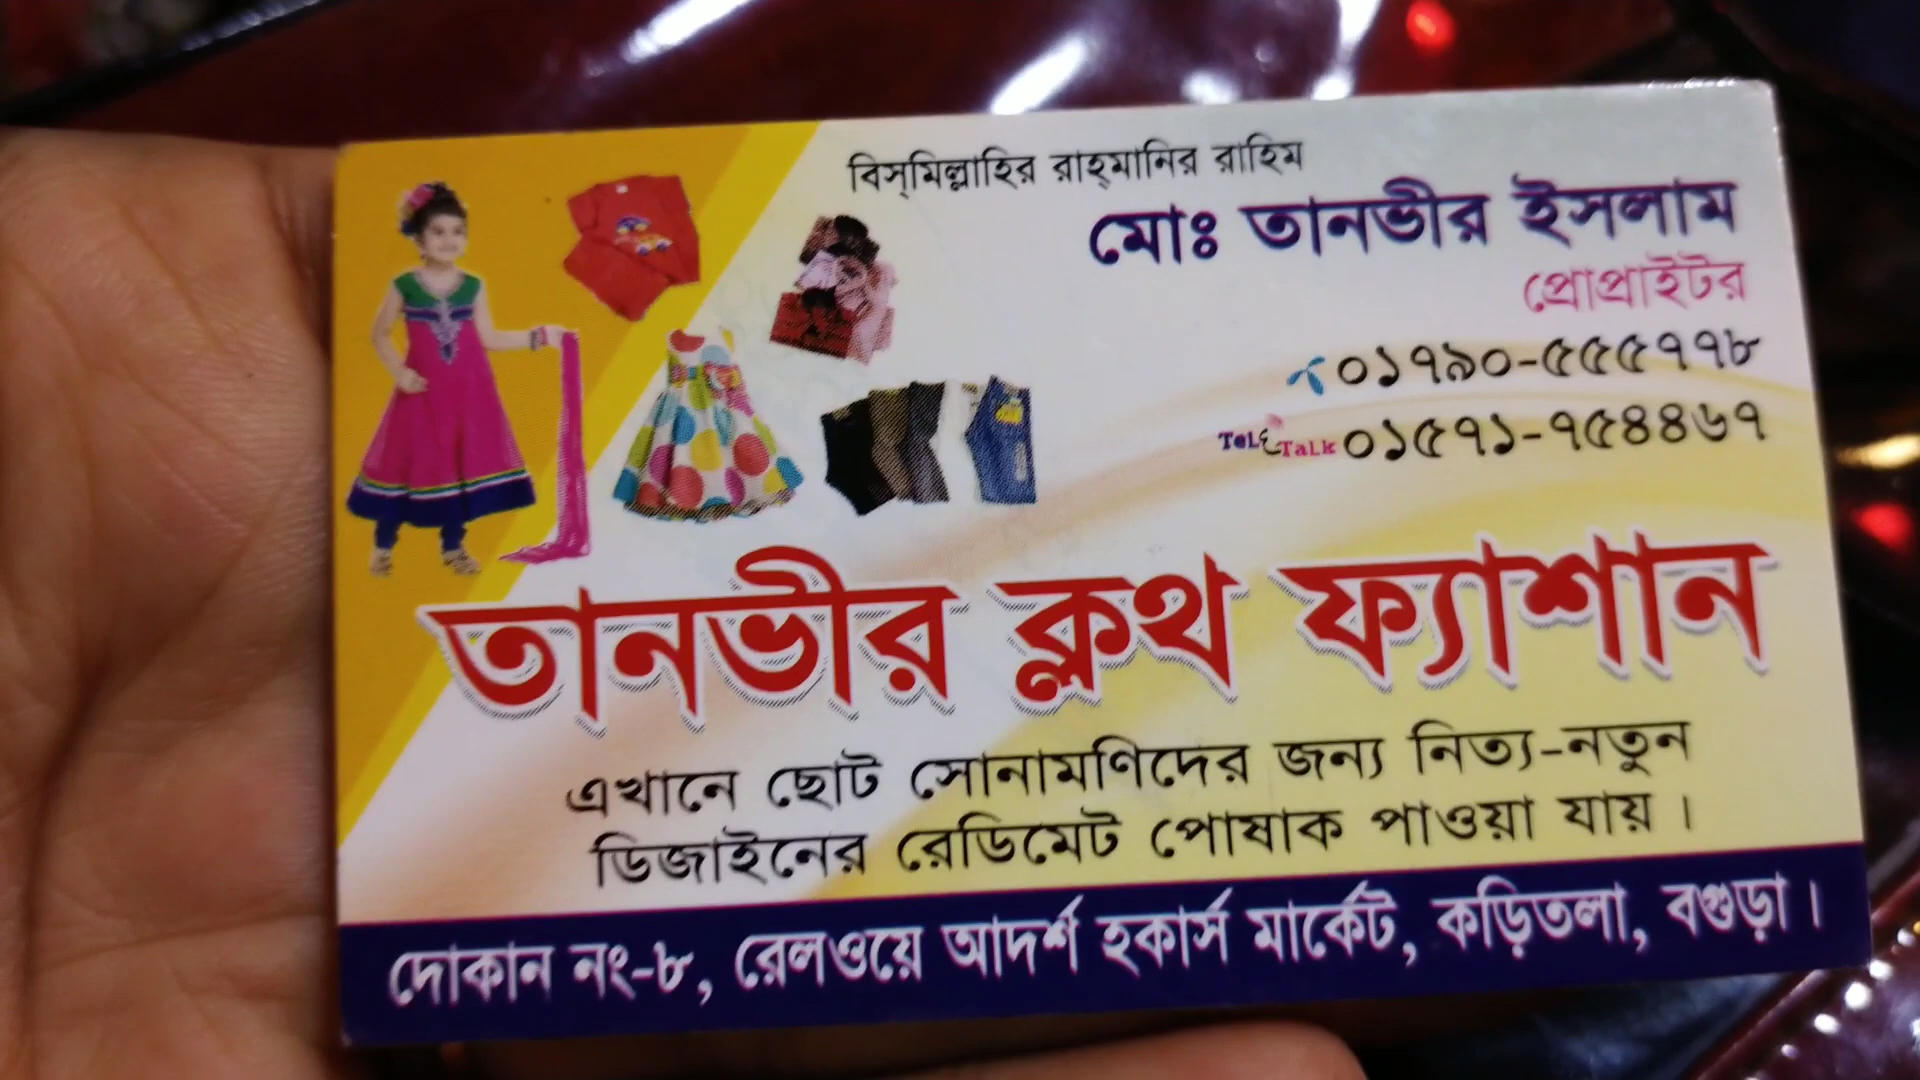 বিস্‌মিল্লাহির রাহ্‌মানির রাহিম
মোঃ তানভীর ইসলাম
প্রোপ্রাইটর
০১৭৯০-৫৫৫৭৭৮
TeleTalk ০১৫৭১-৭৫৪৪৬৭
তানভীর ক্লথ ফ্যাশান
এখানে ছোট সোনামণিদের জন্য নিত্য-নতুন
ডিজাইনের রেডিমেট পোষাক পাওয়া যায়।
দোকান নং-৮, রেলওয়ে আদর্শ হকার্স মার্কেট, কড়িতলা, বগুড়া।